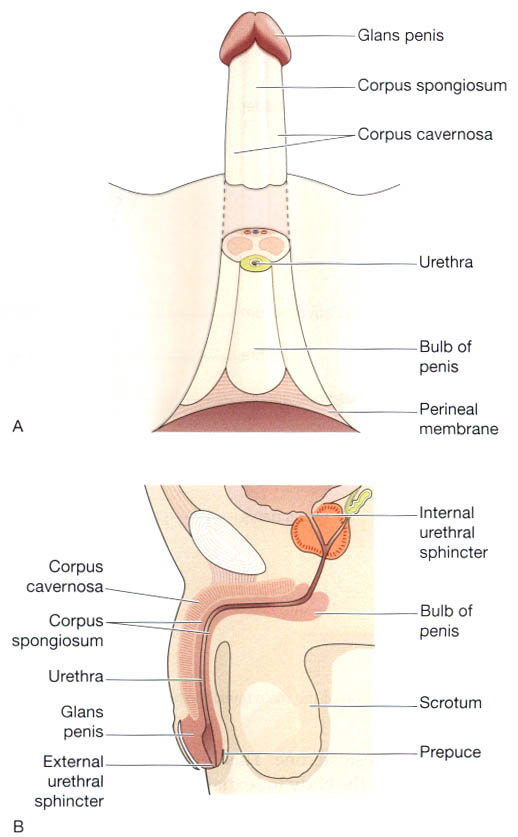 Glans penis
Corpus spongiosum
Corpus cavernosa
Urethra
Bulb of
penis
Perineal
membrane
A
Internal
urethral
sphincter
Corpus
cavernosa
Corpus
spongiosum
Bulb of
penis
Urethra
Scrotum
Glans
penis
Prepuce
External
urethral
sphincter
B